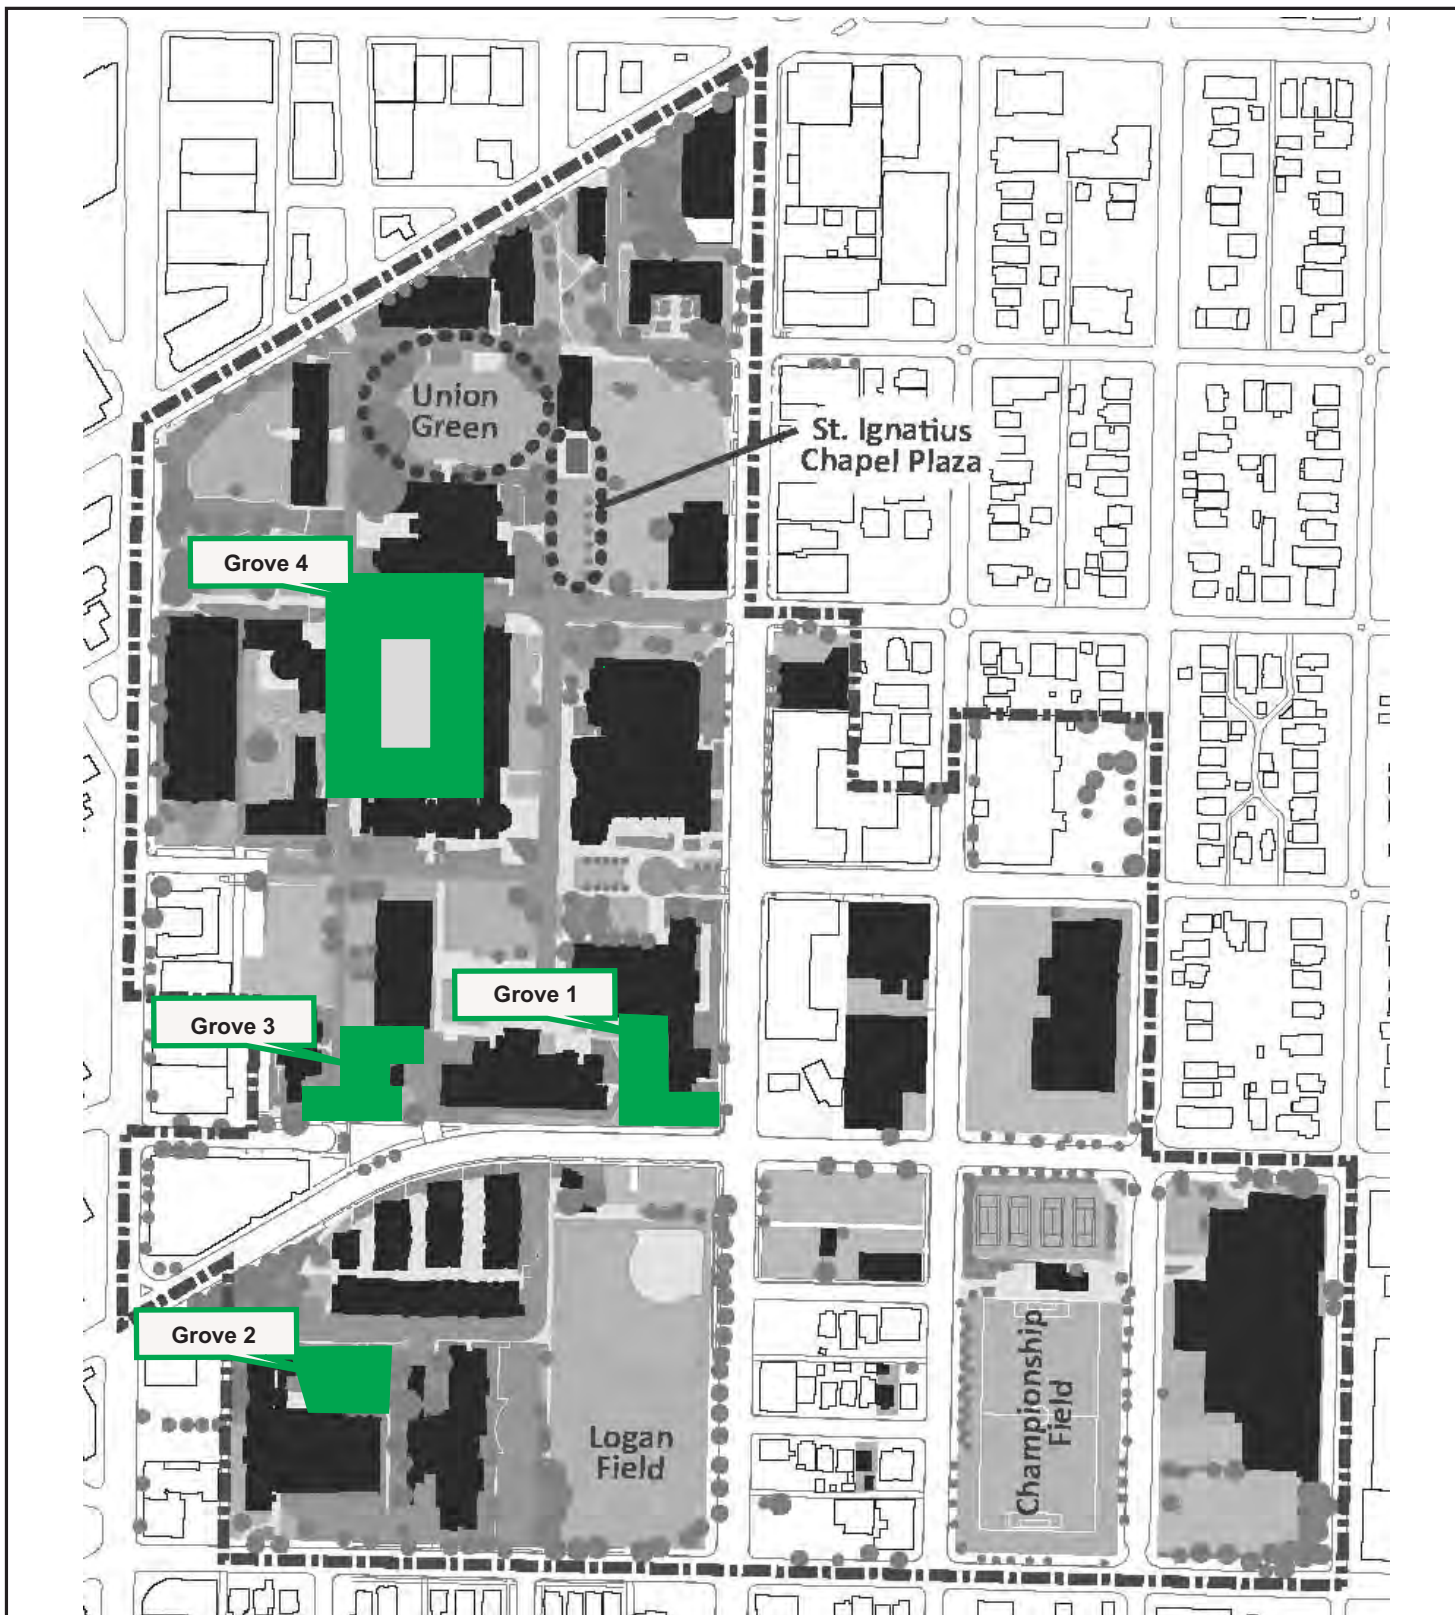 Union
Green
St. Ignatius
Chapel Plaza
Grove 4
Grove 1
Grove 3
Grove 2
Logan
Field
Championship
Field